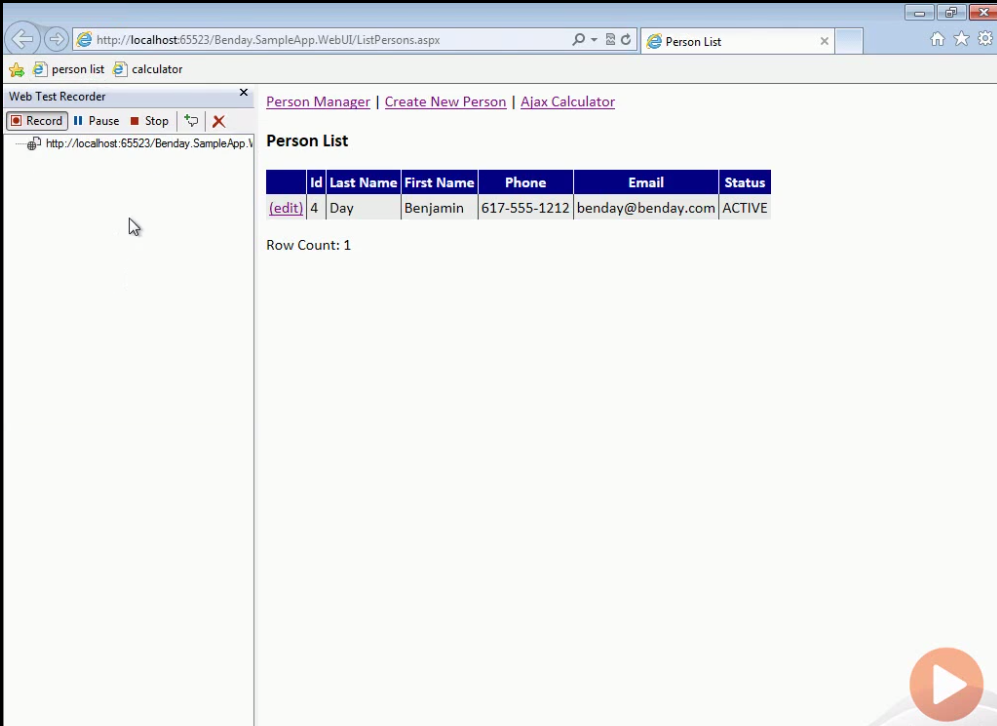 http://localhost:65523/Benday.SampleApp.WebUI/ListPersons.aspx
Person List
person list calculator
Web Test Recorder
Person Manager | Create New Person | Ajax Calculator
Record Pause Stop
http://localhost:65523/Benday.SampleApp.
Person List
Id Last Name First Name Phone Email Status
(edit) 4 Day Benjamin 617-555-1212 benday@benday.com ACTIVE
Row Count: 1